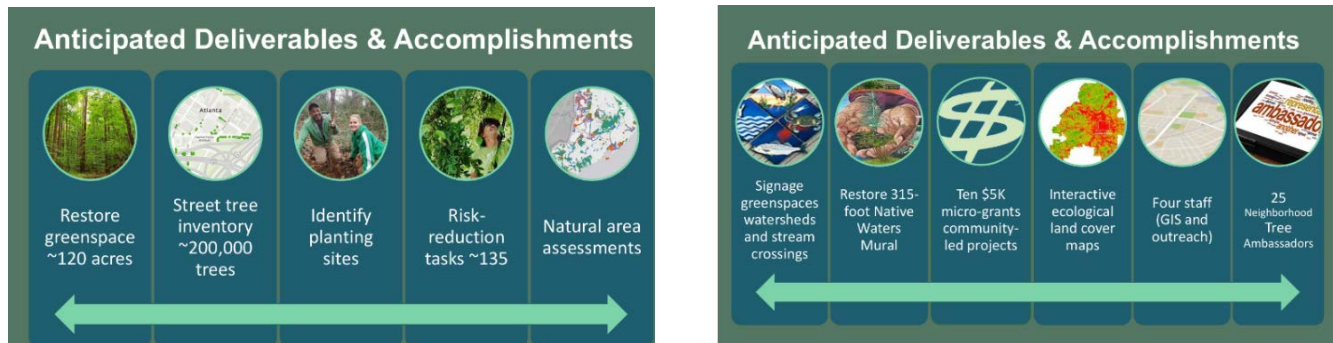 Anticipated Deliverables & Accomplishments
Atlanta
Restore
greenspace
~120 acres
Street tree
inventory
~200,000
trees
Identify
planting
sites
Risk-
reduction
tasks ~135
Natural area
assessments
Anticipated Deliverables & Accomplishments
represent
ambassado
another
Signage
greenspaces
watersheds
and stream
crossings
Restore 315-
foot Native
Waters
Mural
Ten $5K
micro-grants
community-
led projects
Interactive
ecological
land cover
maps
Four staff
(GIS and
outreach)
25
Neighborhood
Tree
Ambassadors